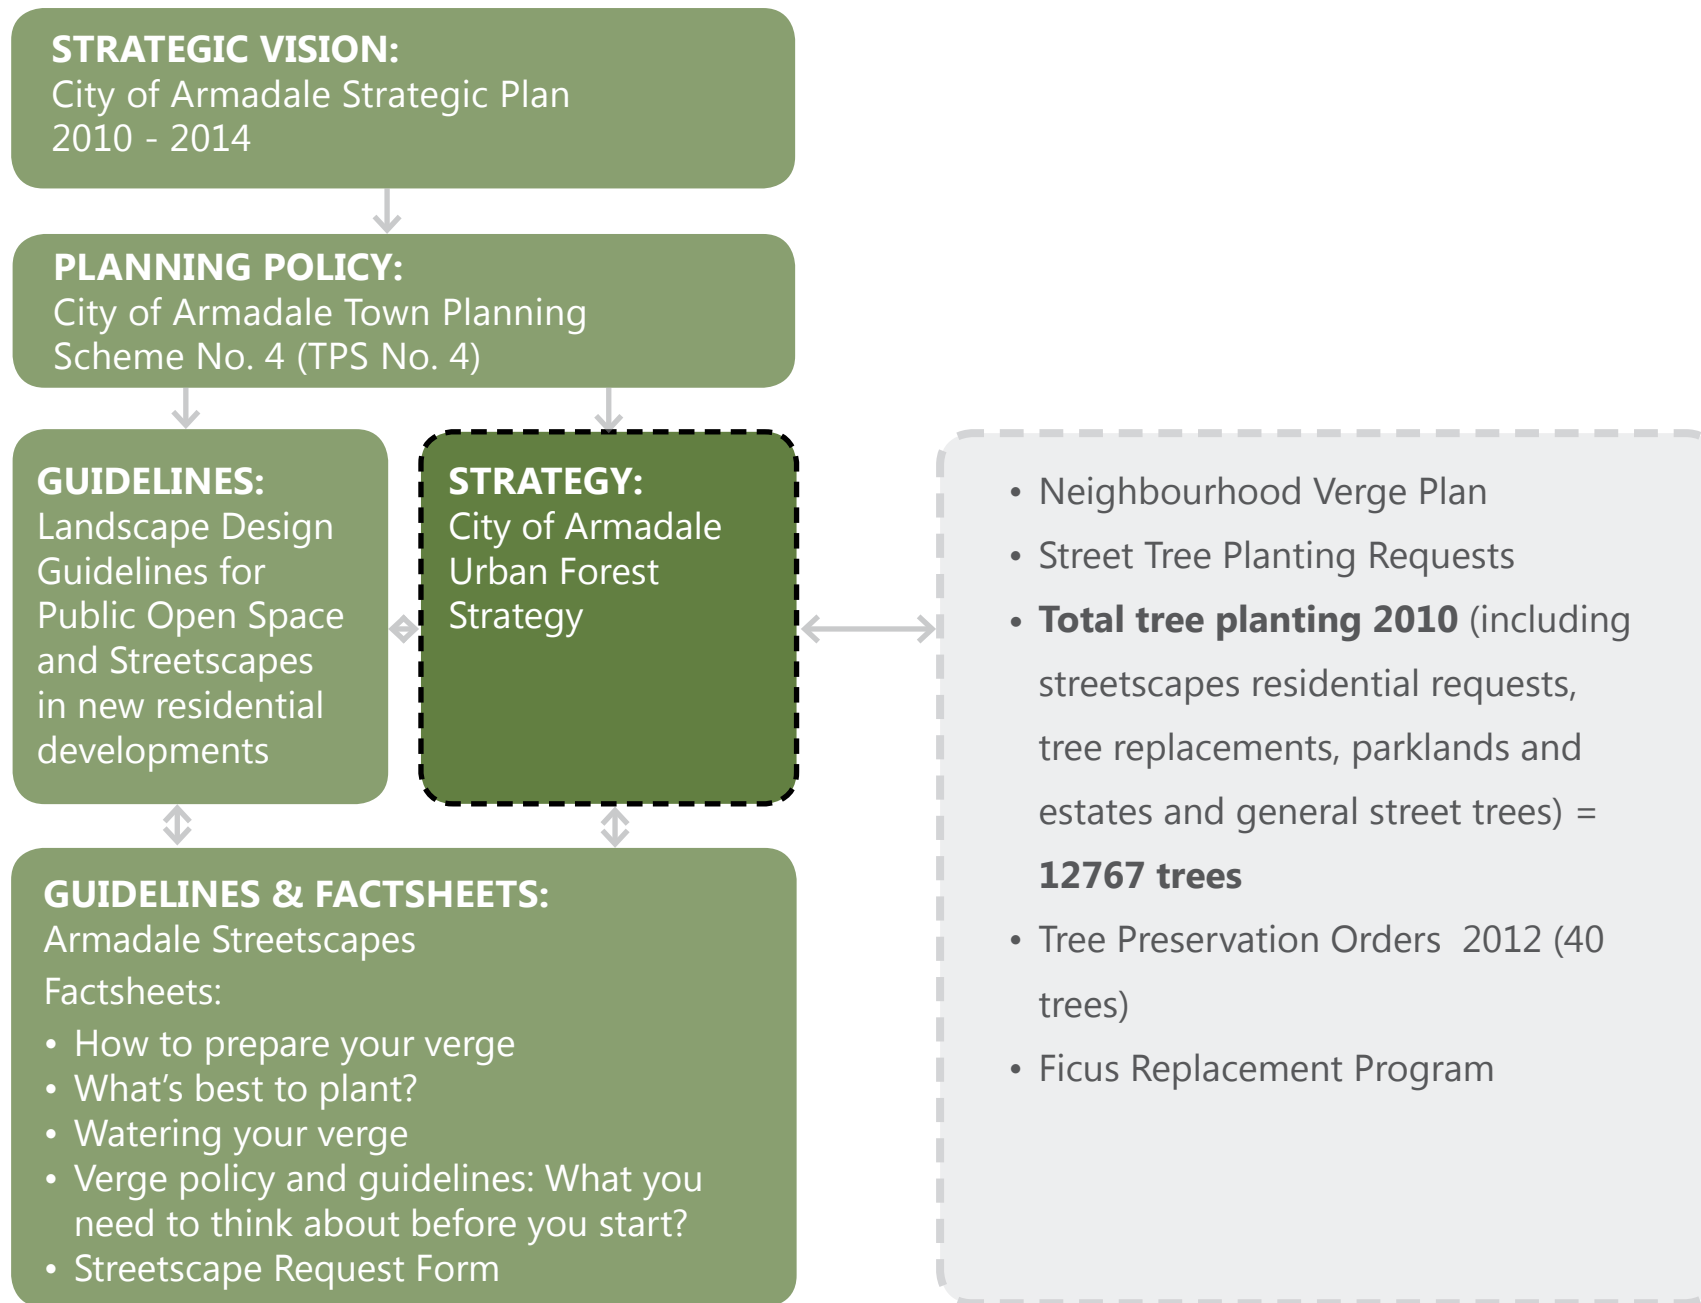 STRATEGIC VISION:
City of Armadale Strategic Plan
2010 - 2014
PLANNING POLICY:
City of Armadale Town Planning
Scheme No. 4 (TPS No. 4)
GUIDELINES:
Landscape Design
Guidelines for
Public Open Space
and Streetscapes
in new residential
developments
STRATEGY:
City of Armadale
Urban Forest
Strategy
• Neighbourhood Verge Plan
• Street Tree Planting Requests
• Total tree planting 2010 (including
streetscapes residential requests,
tree replacements, parklands and
estates and general street trees) =
12767 trees
• Tree Preservation Orders  2012 (40
trees)
• Ficus Replacement Program
GUIDELINES & FACTSHEETS:
Armadale Streetscapes
Factsheets:
• How to prepare your verge
• What's best to plant?
• Watering your verge
• Verge policy and guidelines: What you
need to think about before you start?
• Streetscape Request Form